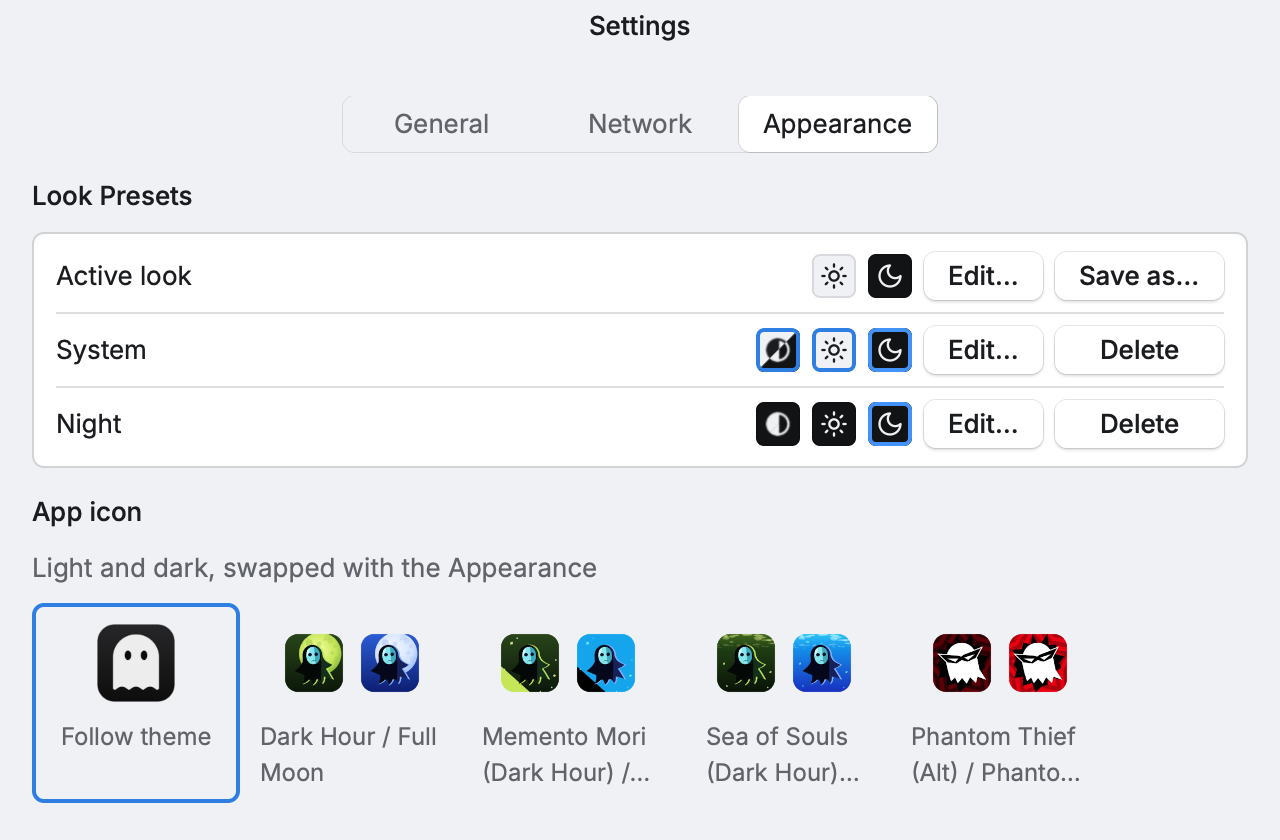 Settings
General Network Appearance
Look Presets
Active look Edit... Save as...
System Edit... Delete
Night Edit... Delete
App icon
Light and dark, swapped with the Appearance
Follow theme
Dark Hour / Full
Moon
Memento Mori
(Dark Hour) /...
Sea of Souls
(Dark Hour)...
Phantom Thief
(Alt) / Phanto...